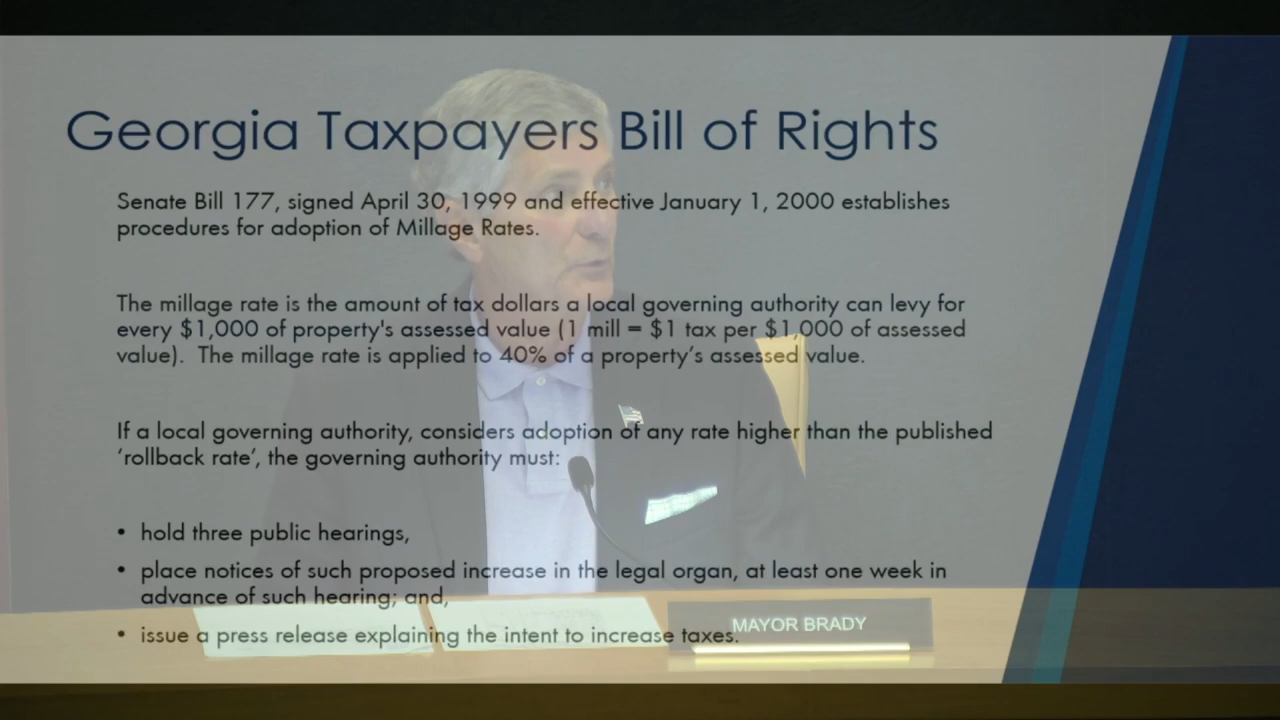 Georgia Taxpayers Bill of Rights
Senate Bill 177, signed April 30, 1999 and effective January 1, 2000 establishes
procedures for adoption of Millage Rates.
The millage rate is the amount of tax dollars a local governing authority can levy for
every $1,000 of property's assessed value (1 mill = $1 tax per $1,000 of assessed
value).  The millage rate is applied to 40% of a property’s assessed value.
If a local governing authority, considers adoption of any rate higher than the published
‘rollback rate’, the governing authority must:
• hold three public hearings,
• place notices of such proposed increase in the legal organ, at least one week in
advance of such hearing; and,
• issue a press release explaining the intent to increase taxes.
MAYOR BRADY